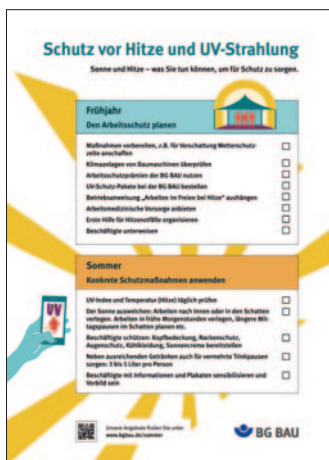 Schutz vor Hitze und UV-Strahlung
Sonne und Hitze – was Sie tun können, um für Schutz zu sorgen.
Frühjahr
Den Arbeitsschutz planen
Maßnahmen vorbereiten, z.B. für Verschattung Wetterschutz-
zelte anschaffen
Klimaanlagen von Baumaschinen überprüfen
Arbeitsschutzprämien der BG BAU nutzen
UV-Schutz-Pakete bei der BG BAU bestellen
Betriebsanweisung „Arbeiten im Freien bei Hitze“ aushängen
Arbeitsmedizinische Vorsorge anbieten
Erste Hilfe für Hitzenotfälle organisieren
Beschäftigte unterweisen
Sommer
Konkrete Schutzmaßnahmen anwenden
UV-Index und Temperatur (Hitze) täglich prüfen
Der Sonne ausweichen: Arbeiten nach innen oder in den Schatten
verlegen. Arbeiten in frühe Morgenstunden verlegen, längere Mit-
tagspausen im Schatten planen etc.
Beschäftigte schützen: Kopfbedeckung, Nackenschutz,
Augenschutz, Kühlkleidung, Sonnencreme bereitstellen
Neben ausreichenden Getränken auch für vermehrte Trinkpausen
sorgen: 3 bis 5 Liter pro Person
Beschäftigte mit Informationen und Plakaten sensibilisieren und
Vorbild sein
UV
Unsere Angebote finden Sie unter
www.bgbau.de/sommer
BG BAU